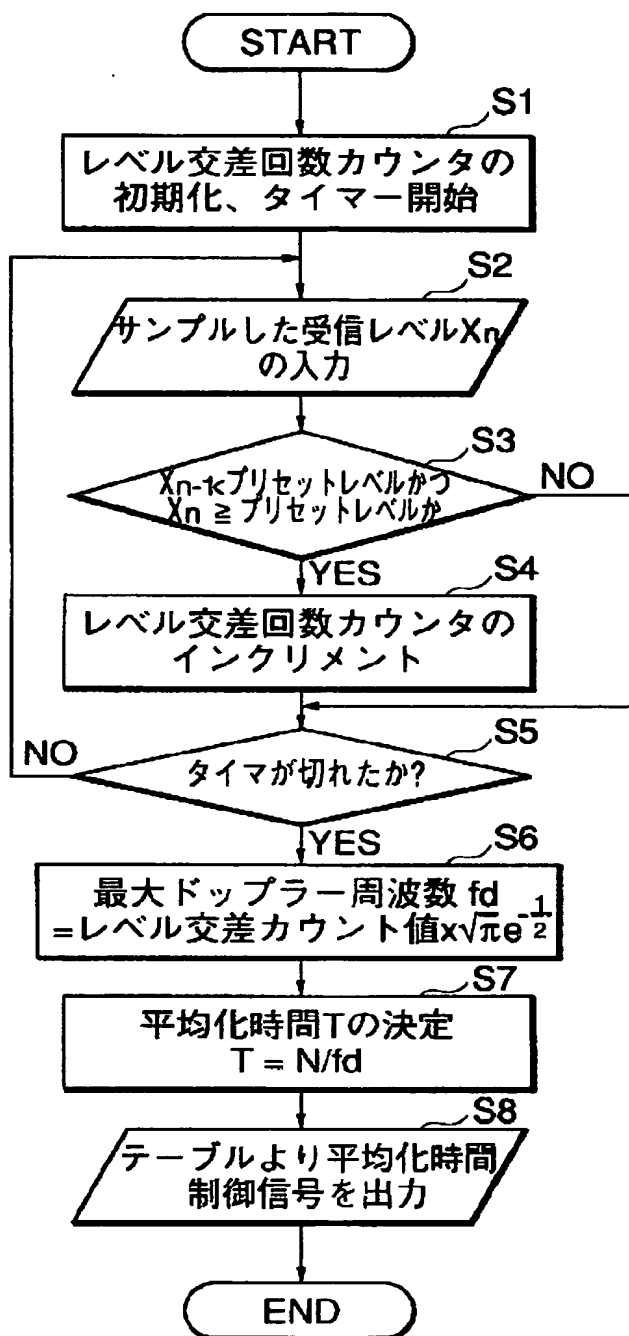 START
S1
レベル交差回数カウンタの
初期化、タイマー開始
S2
サンプルした受信レベルXn
の入力
S3
Xn-1<プリセットレベルかつ
Xn ≧ プリセットレベルか
NO
YES
S4
レベル交差回数カウンタの
インクリメント
S5
NO
タイマが切れたか?
YES
S6
最大ドップラー周波数 fd
=レベル交差カウント値x√πe^-1/2
S7
平均化時間Tの決定
T = N/fd
S8
テーブルより平均化時間
制御信号を出力
END